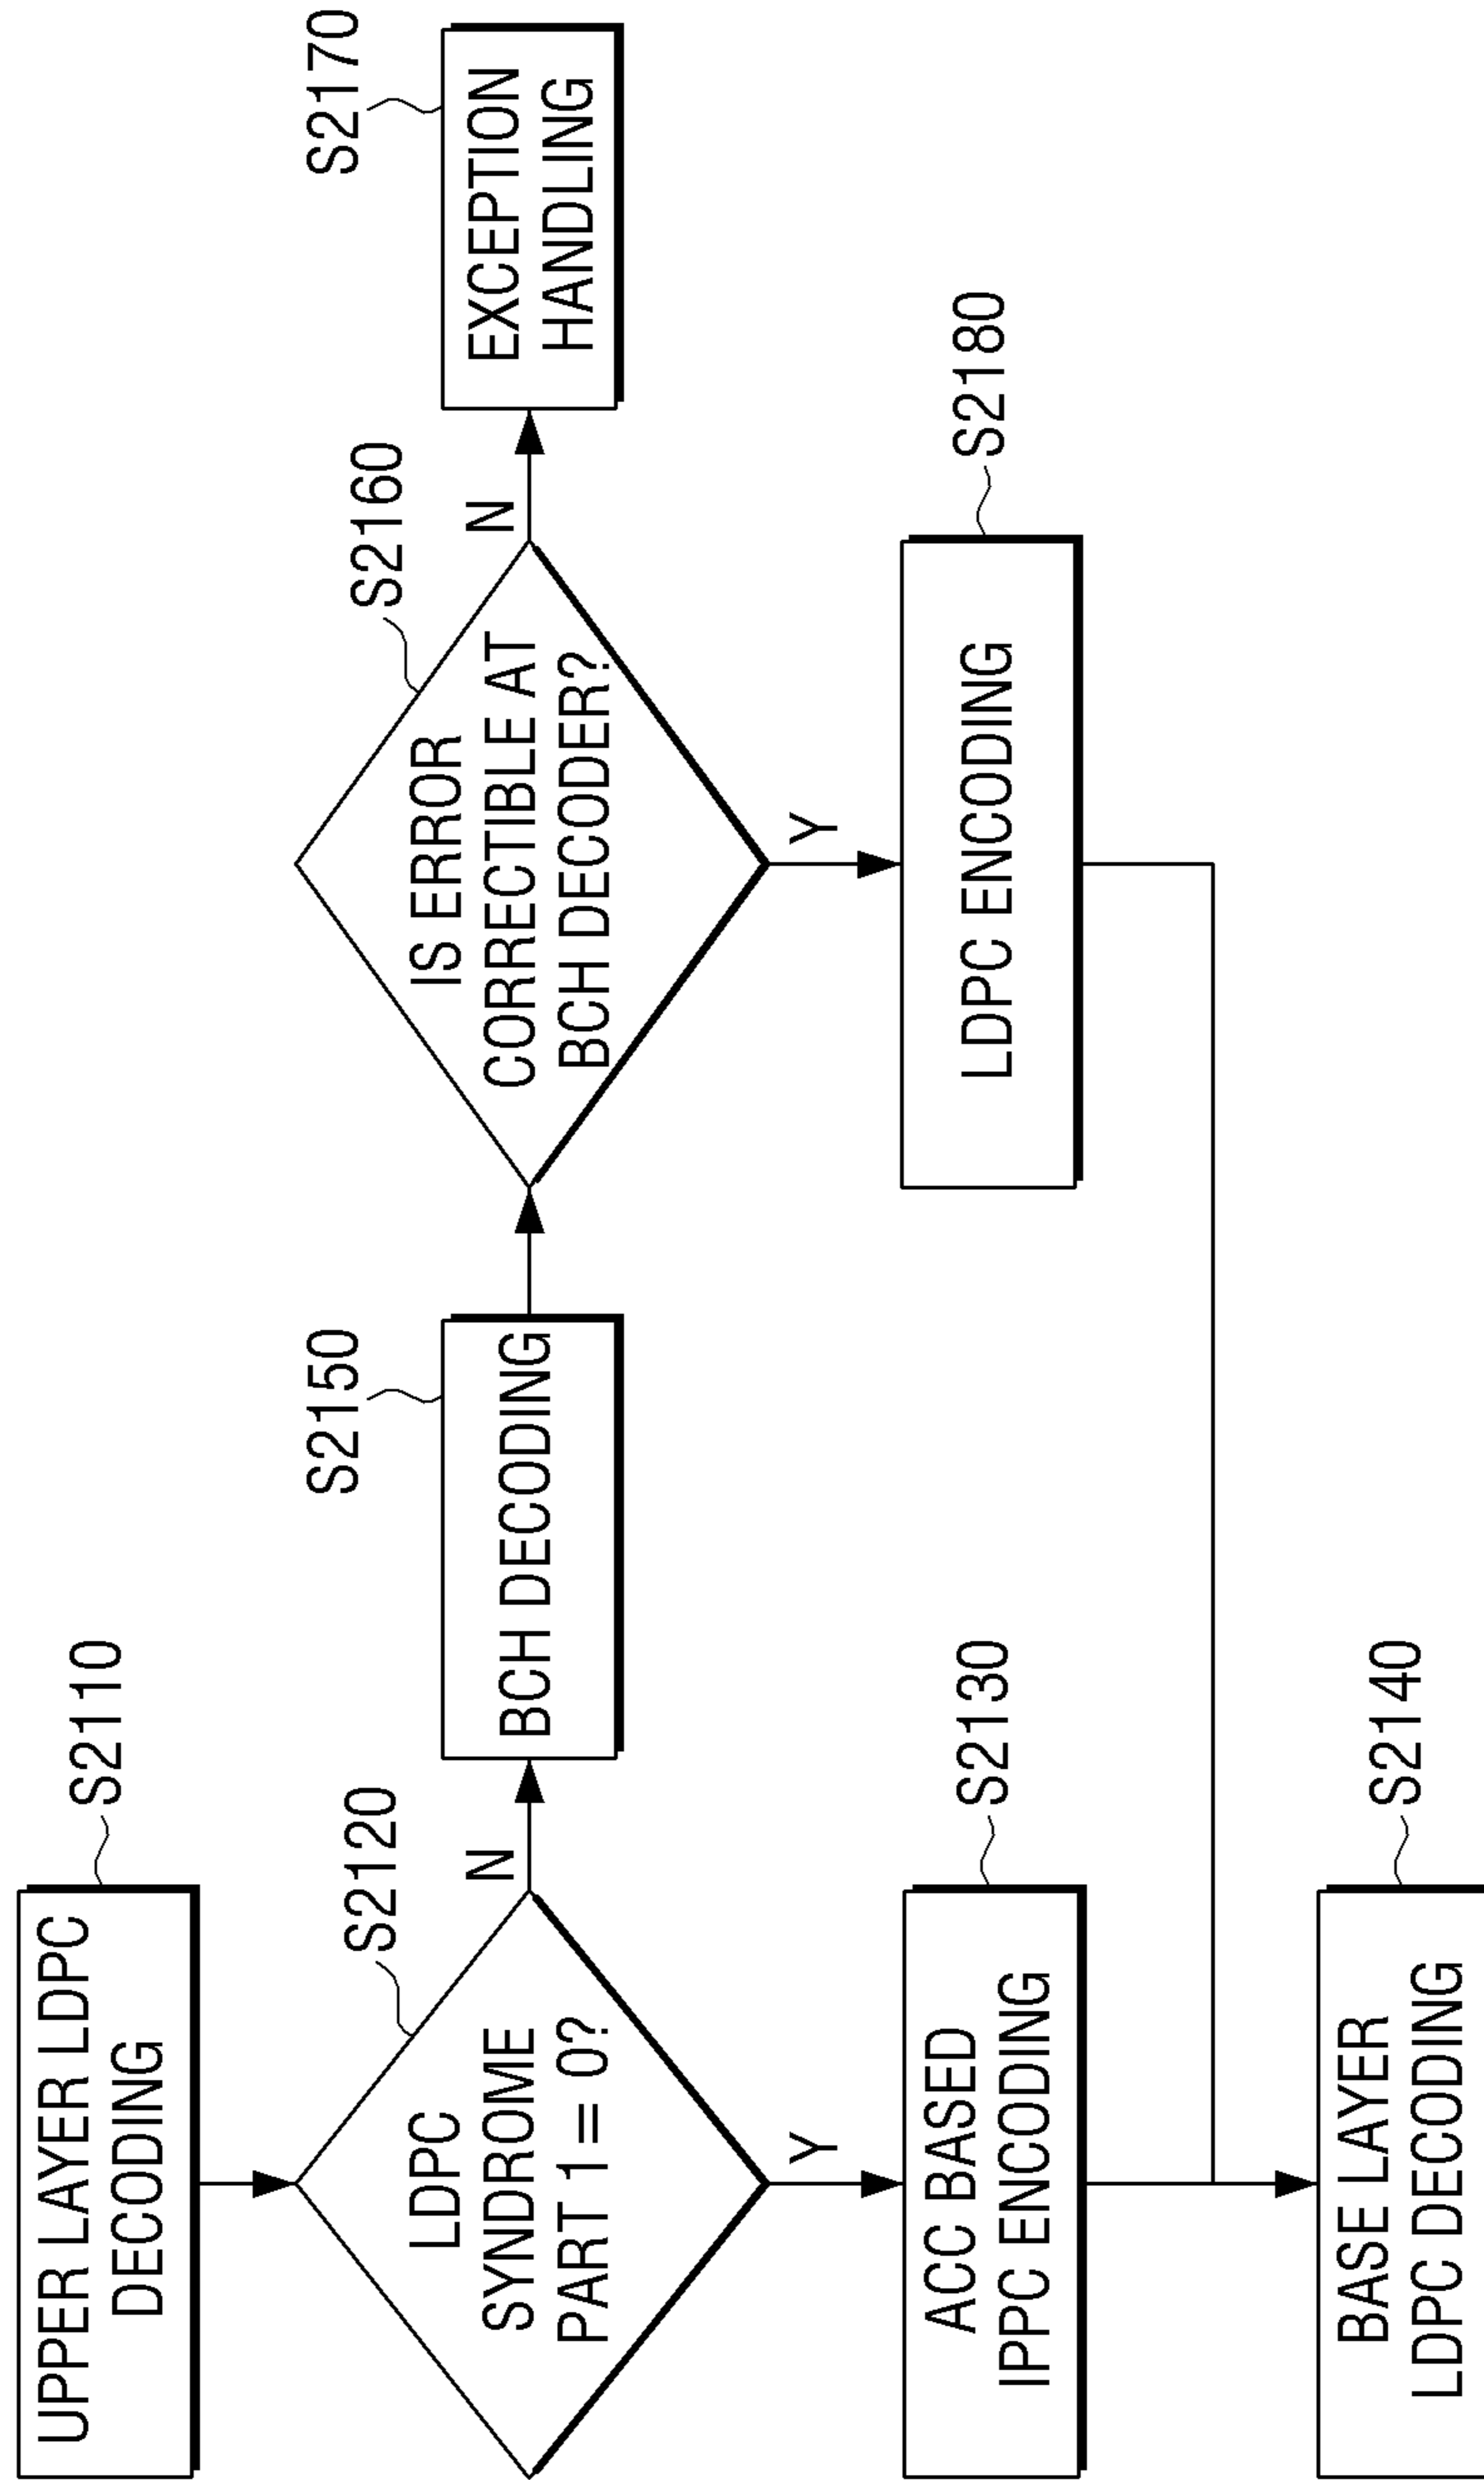 UPPER LAYER LDPC
DECODING
S2110
LDPC
SYNDROME
PART 1 = 0?
S2120
N
Y
BCH DECODING
S2150
IS ERROR
CORRECTIBLE AT
BCH DECODER?
S2160
N
Y
EXCEPTION
HANDLING
S2170
ACC BASED
IPPC ENCODING
S2130
LDPC ENCODING
S2180
BASE LAYER
LDPC DECODING
S2140